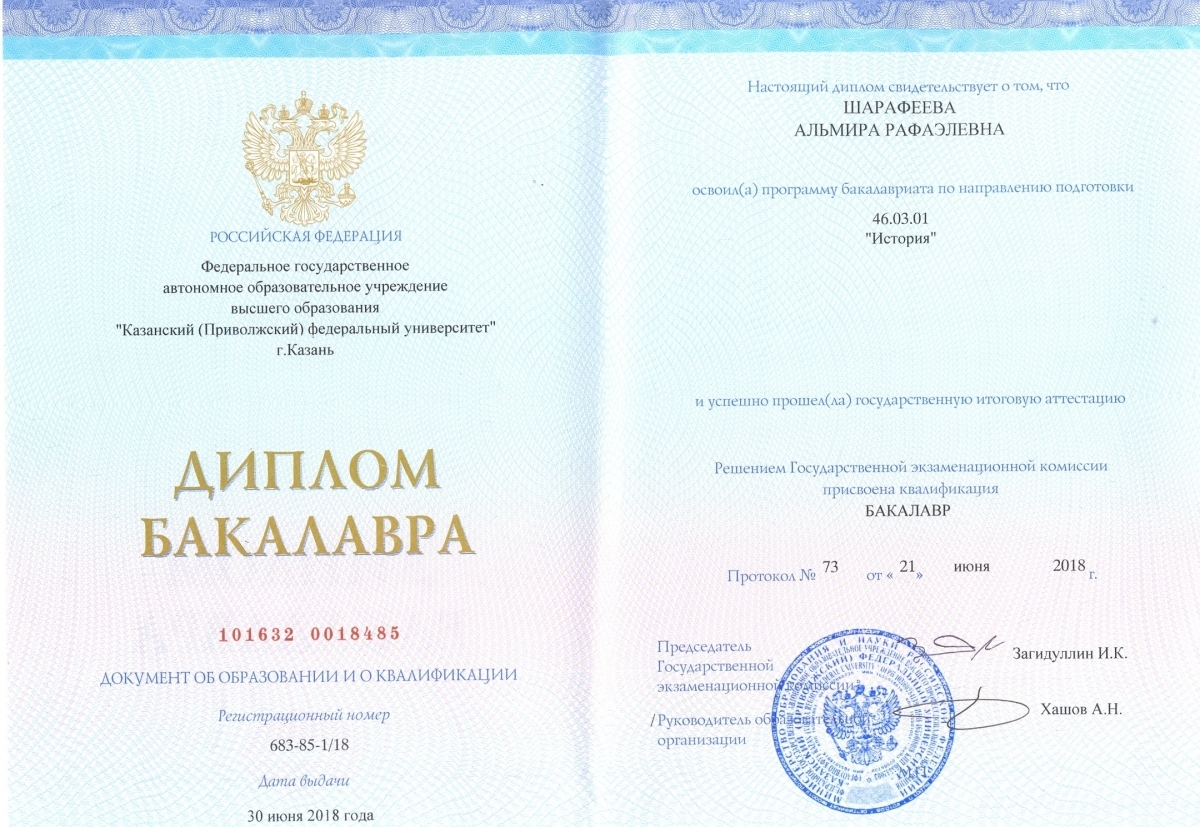 РОССИЙСКАЯ ФЕДЕРАЦИЯ
Федеральное государственное
автономное образовательное учреждение
высшего образования
"Казанский (Приволжский) федеральный университет"
г.Казань
ДИПЛОМ
БАКАЛАВРА
101632 0018485
ДОКУМЕНТ ОБ ОБРАЗОВАНИИ И О КВАЛИФИКАЦИИ
Регистрационный номер
683-85-1/18
Дата выдачи
30 июня 2018 года
Настоящий диплом свидетельствует о том, что
ШАРАФЕЕВА
АЛЬМИРА РАФАЭЛЕВНА
освоил(а) программу бакалавриата по направлению подготовки
46.03.01
"История"
и успешно прошел(ла) государственную итоговую аттестацию
Решением Государственной экзаменационной комиссии
присвоена квалификация
БАКАЛАВР
Протокол № 73 от « 21 » июня 2018 г.
Председатель
Государственной
экзаменационной комиссии
Загидуллин И.К.
/Руководитель образовательной
организации
Хашов А.Н.